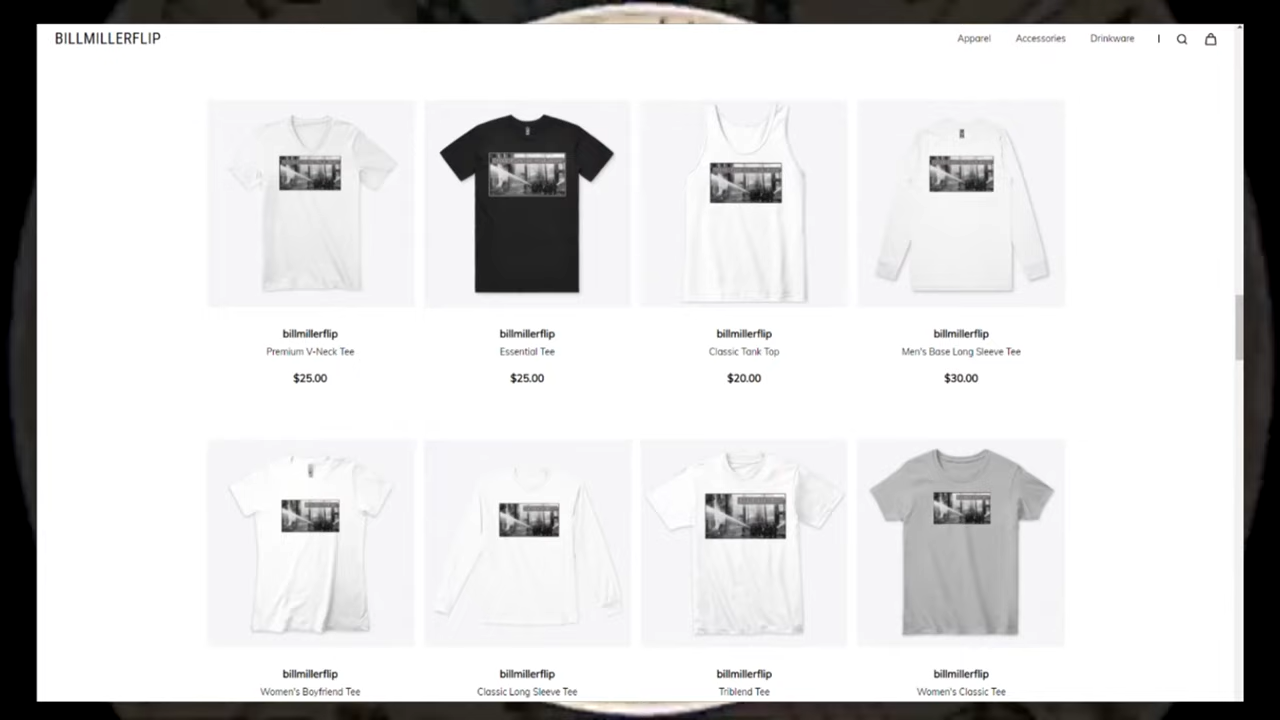 BILLMILLERFLIP
Apparel Accessories Drinkware
billmillerflip billmillerflip billmillerflip billmillerflip
Premium V-Neck Tee Essential Tee Classic Tank Top Men's Base Long Sleeve Tee
$25.00 $25.00 $20.00 $30.00
billmillerflip billmillerflip billmillerflip billmillerflip
Women's Boyfriend Tee Classic Long Sleeve Tee Triblend Tee Women's Classic Tee